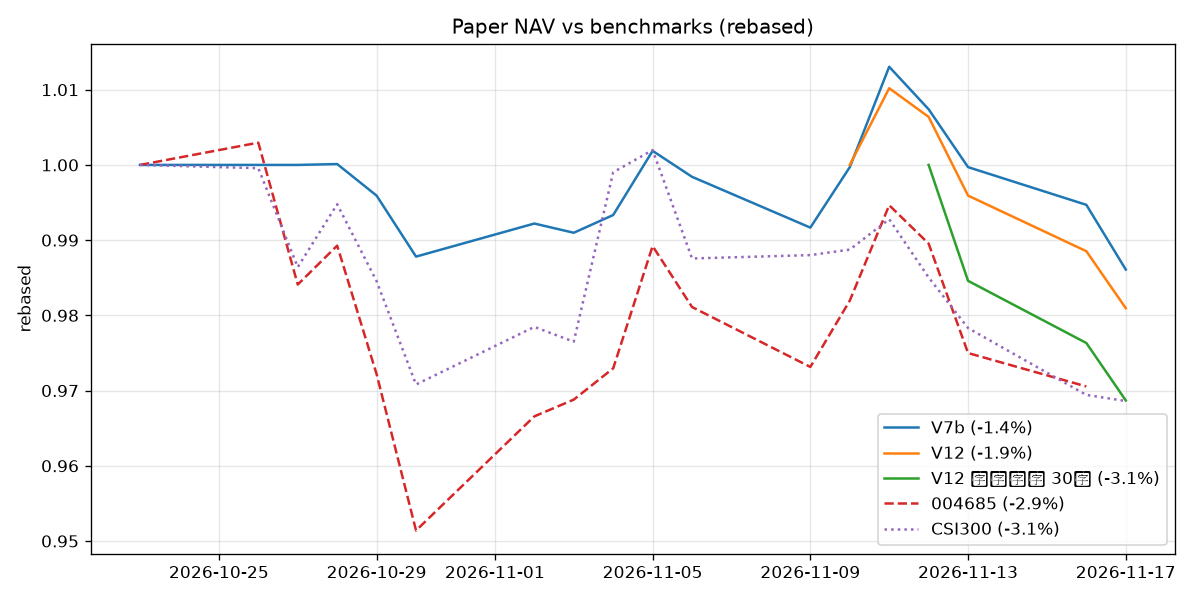 Paper NAV vs benchmarks (rebased)
rebased
1.01
1.00
0.99
0.98
0.97
0.96
0.95
2026-10-25
2026-10-29
2026-11-01
2026-11-05
2026-11-09
2026-11-13
2026-11-17
V7b (-1.4%)
V12 (-1.9%)
V12 30 (-3.1%)
004685 (-2.9%)
CSI300 (-3.1%)